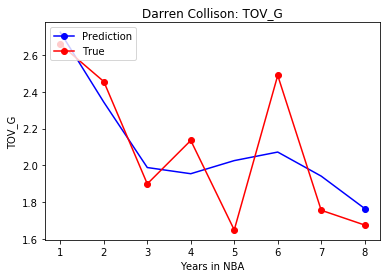 Darren Collison: TOV_G
Prediction
True
2.6
2.4
2.2
2.0
1.8
1.6
TOV_G
1 2 3 4 5 6 7 8
Years in NBA